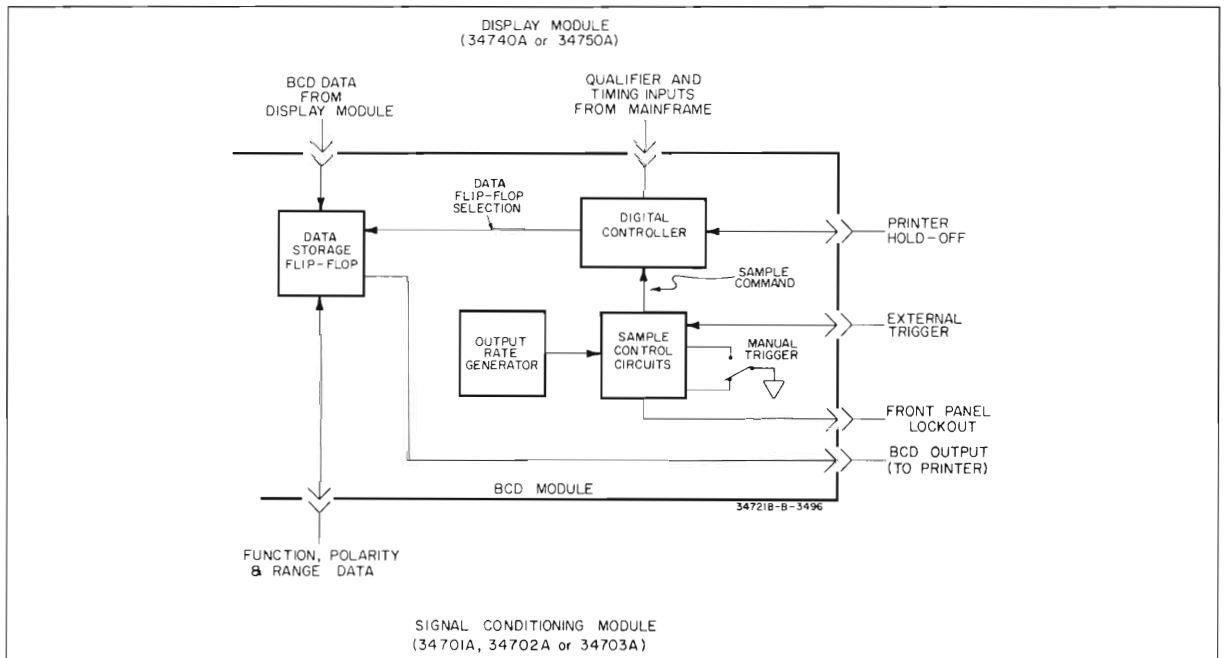 DISPLAY MODULE
(34740A or 34750A)
BCD DATA
FROM
DISPLAY MODULE
QUALIFIER AND
TIMING INPUTS
FROM MAINFRAME
DATA
FLIP-FLOP
SELECTION
DATA
STORAGE
FLIP-FLOP
DIGITAL
CONTROLLER
PRINTER
HOLD-OFF
SAMPLE
COMMAND
OUTPUT
RATE
GENERATOR
SAMPLE
CONTROL
CIRCUITS
MANUAL
TRIGGER
EXTERNAL
TRIGGER
FRONT PANEL
LOCKOUT
BCD OUTPUT
(TO PRINTER)
BCD MODULE
34721B-B-3496
FUNCTION, POLARITY
& RANGE DATA
SIGNAL CONDITIONING MODULE
(34701A, 34702A or 34703A)